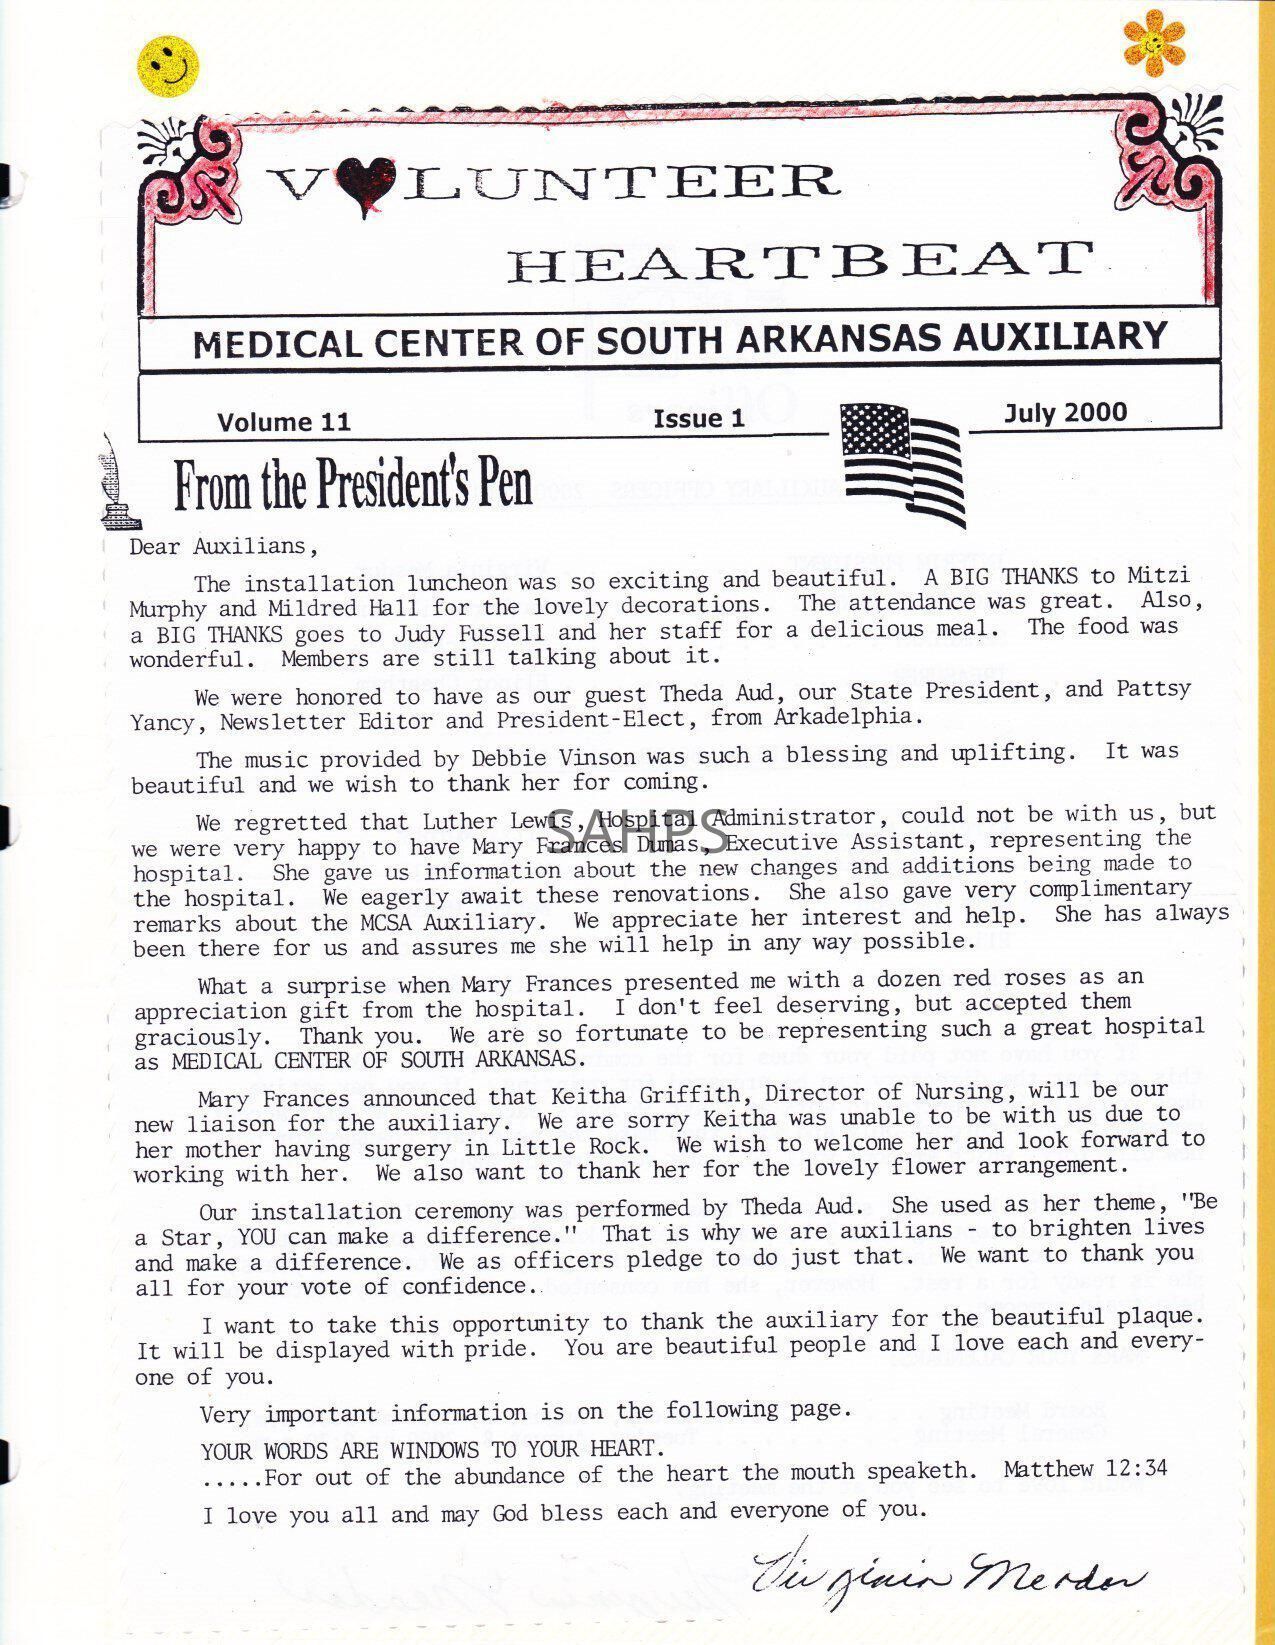 VOLUNTEER
HEARTBEAT
MEDICAL CENTER OF SOUTH ARKANSAS AUXILIARY
Volume 11 Issue 1 July 2000
From the President's Pen
Dear Auxilians,
The installation luncheon was so exciting and beautiful. A BIG THANKS to Mitzi
Murphy and Mildred Hall for the lovely decorations. The attendance was great. Also,
a BIG THANKS goes to Judy Fussell and her staff for a delicious meal. The food was
wonderful. Members are still talking about it.
We were honored to have as our guest Theda Aud, our State President, and Pattsy
Yancy, Newsletter Editor and President-Elect, from Arkadelphia.
The music provided by Debbie Vinson was such a blessing and uplifting. It was
beautiful and we wish to thank her for coming.
We regretted that Luther Lewis, Hospital Administrator, could not be with us, but
we were very happy to have Mary Frances Dumas, Executive Assistant, representing the
hospital. She gave us information about the new changes and additions being made to
the hospital. We eagerly await these renovations. She also gave very complimentary
remarks about the MCSA Auxiliary. We appreciate her interest and help. She has always
been there for us and assures me she will help in any way possible.
SAHPS
What a surprise when Mary Frances presented me with a dozen red roses as an
appreciation gift from the hospital. I don't feel deserving, but accepted them
graciously. Thank you. We are so fortunate to be representing such a great hospital
as MEDICAL CENTER OF SOUTH ARKANSAS.
Mary Frances announced that Keitha Griffith, Director of Nursing, will be our
new liaison for the auxiliary. We are sorry Keitha was unable to be with us due to
her mother having surgery in Little Rock. We wish to welcome her and look forward to
working with her. We also want to thank her for the lovely flower arrangement.
Our installation ceremony was performed by Theda Aud. She used as her theme, "Be
a Star, YOU can make a difference." That is why we are auxilians - to brighten lives
and make a difference. We as officers pledge to do just that. We want to thank you
all for your vote of confidence.
I want to take this opportunity to thank the auxiliary for the beautiful plaque.
It will be displayed with pride. You are beautiful people and I love each and every-
one of you.
Very important information is on the following page.
YOUR WORDS ARE WINDOWS TO YOUR HEART.
.....For out of the abundance of the heart the mouth speaketh. Matthew 12:34
I love you all and may God bless each and everyone of you.
Virginia Meador